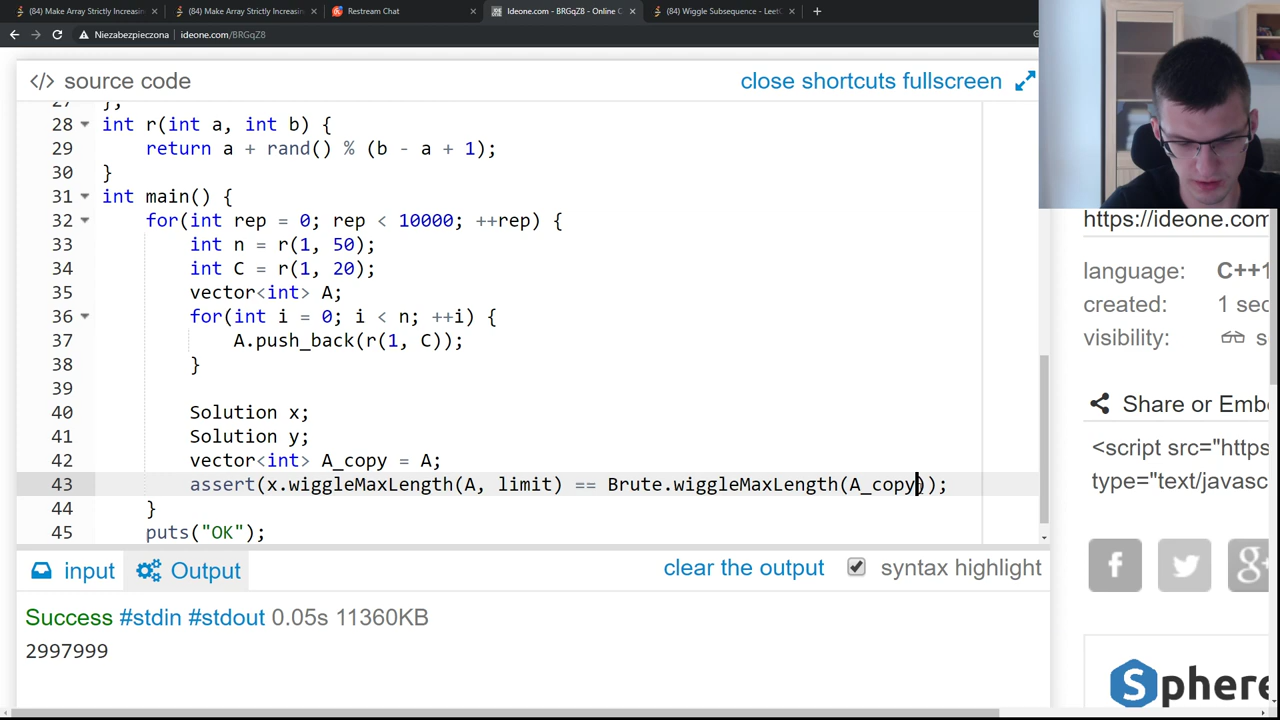 (84) Make Array Strictly Increasin
(84) Make Array Strictly Increasin
Restream Chat
Ideone.com - BRGqZ8 - Online C
(84) Wiggle Subsequence - Leet
Niezabezpieczona
ideone.com/BRGqZ8
</> source code
close shortcuts fullscreen
27 };
28 int r(int a, int b) {
29 return a + rand() % (b - a + 1);
30 }
31 int main() {
32 for(int rep = 0; rep < 10000; ++rep) {
33 int n = r(1, 50);
34 int C = r(1, 20);
35 vector<int> A;
36 for(int i = 0; i < n; ++i) {
37 A.push_back(r(1, C));
38 }
39
40 Solution x;
41 Solution y;
42 vector<int> A_copy = A;
43 assert(x.wiggleMaxLength(A, limit) == Brute.wiggleMaxLength(A_copy));
44 }
45 puts("OK");
input
Output
clear the output
syntax highlight
Success #stdin #stdout 0.05s 11360KB
2997999
https://ideone.com
language: C++1
created: 1 sec
visibility: s
Share or Embe
<script src="https
type="text/javasc
f
g+
Sphere